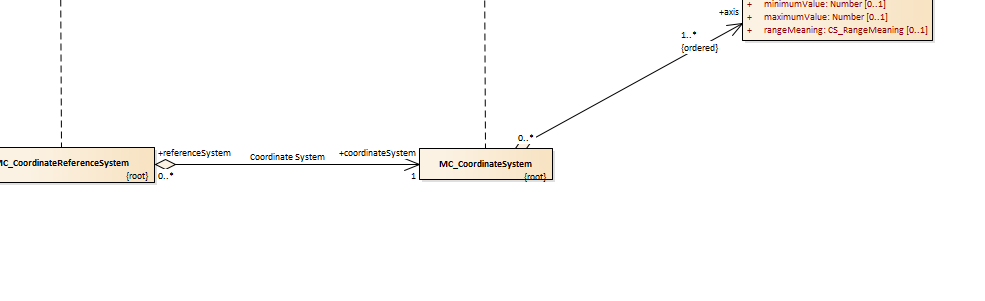 + minimumValue: Number [0..1]
+axis
+ maximumValue: Number [0..1]
+ rangeMeaning: CS_RangeMeaning [0..1]
1..*
{ordered}
0..*
+referenceSystem
Coordinate System
+coordinateSystem
MC_CoordinateReferenceSystem
MC_CoordinateSystem
{root}
0..*
1
{root}